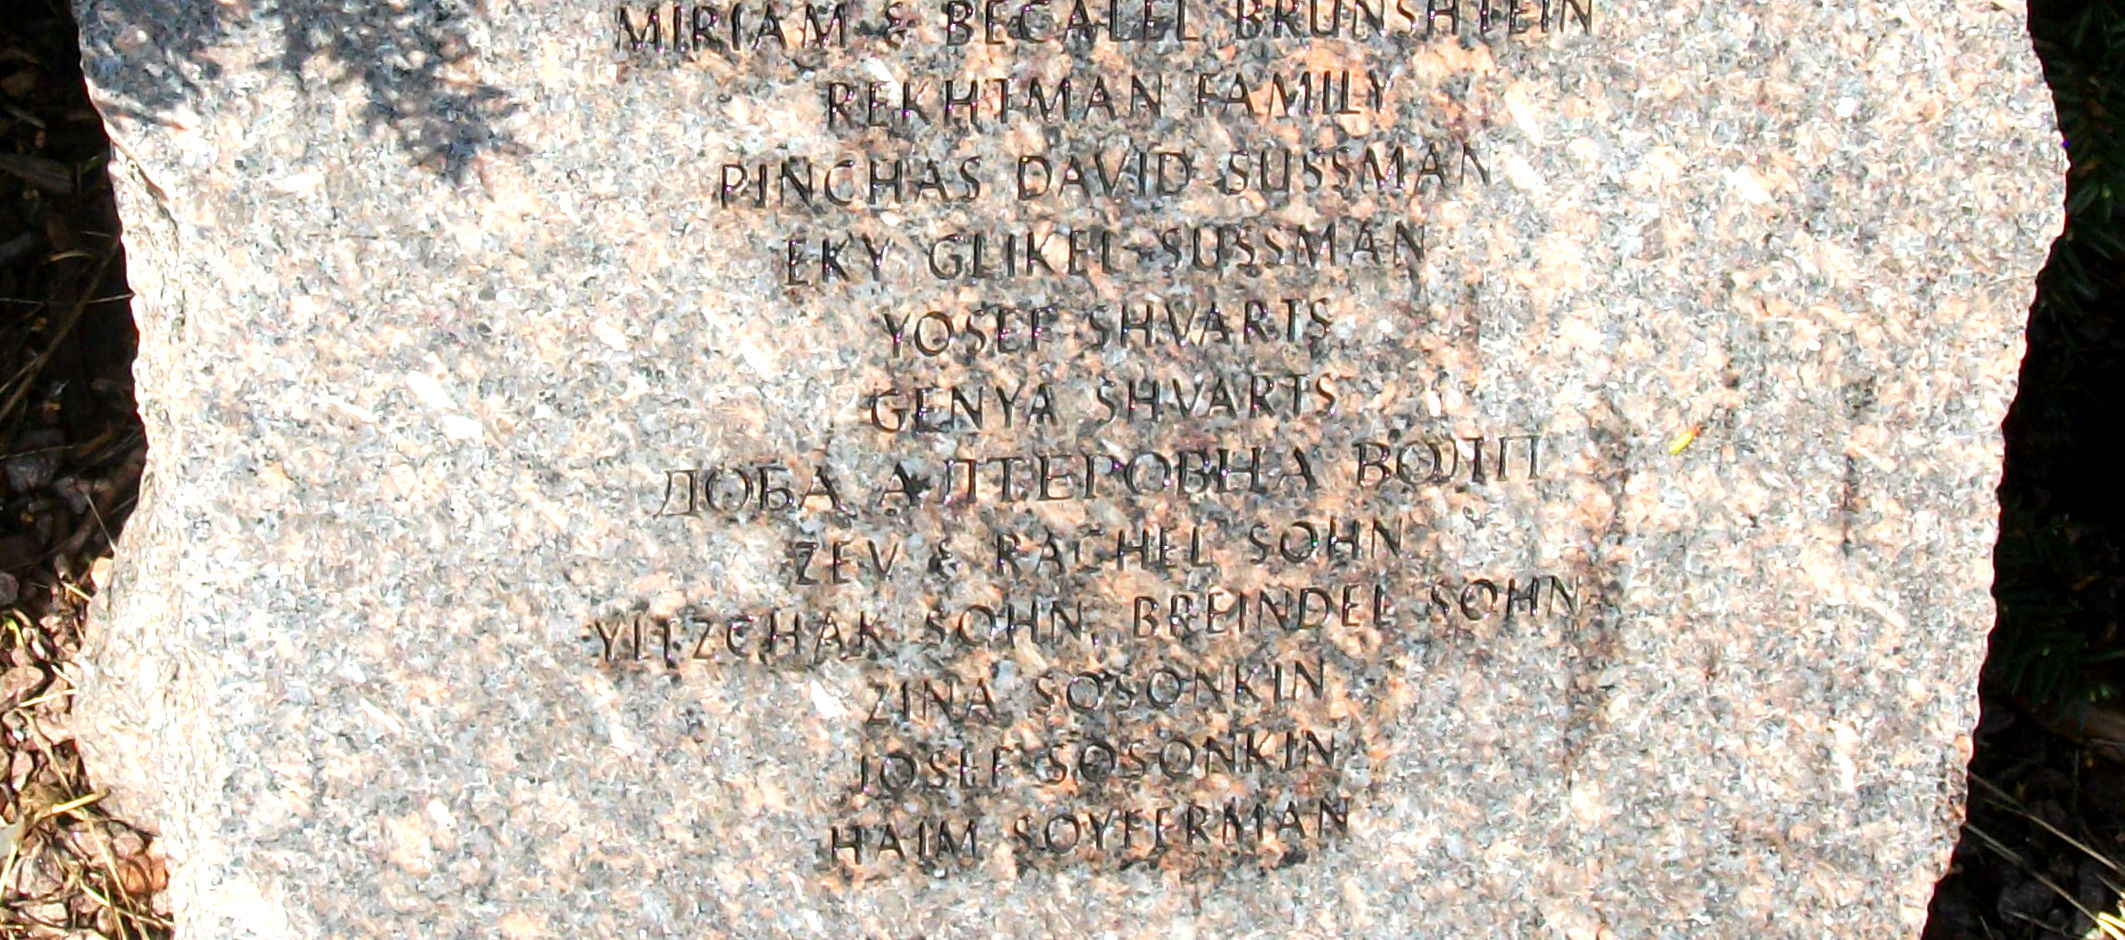 MIRIAM & BECALEL BRUNSHTEIN
REKHTMAN FAMILY
PINCHAS DAVID SUSSMAN
EKY GLIKEL-SUSSMAN
YOSEF SHVARTS
GENYA SHVARTS
ДОБА АЛТЕРОВНА ВОЛП
ZEV & RACHEL SOHN
YITZCHAK SOHN, BREINDEL SOHN
ZINA SOSONKIN
JOSEF SOSONKIN
HAIM SOYFERMAN